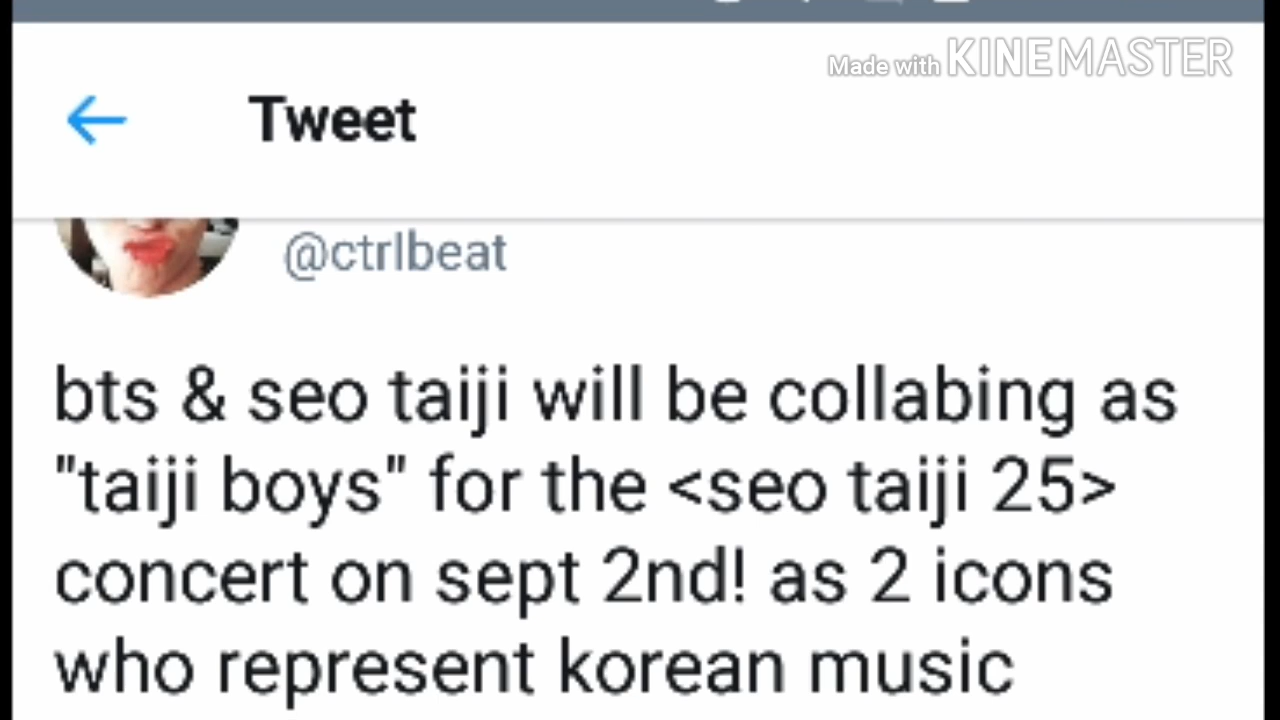 Made with KINEMASTER
Tweet
@ctrlbeat
bts & seo taiji will be collabing as
"taiji boys" for the <seo taiji 25>
concert on sept 2nd! as 2 icons
who represent korean music